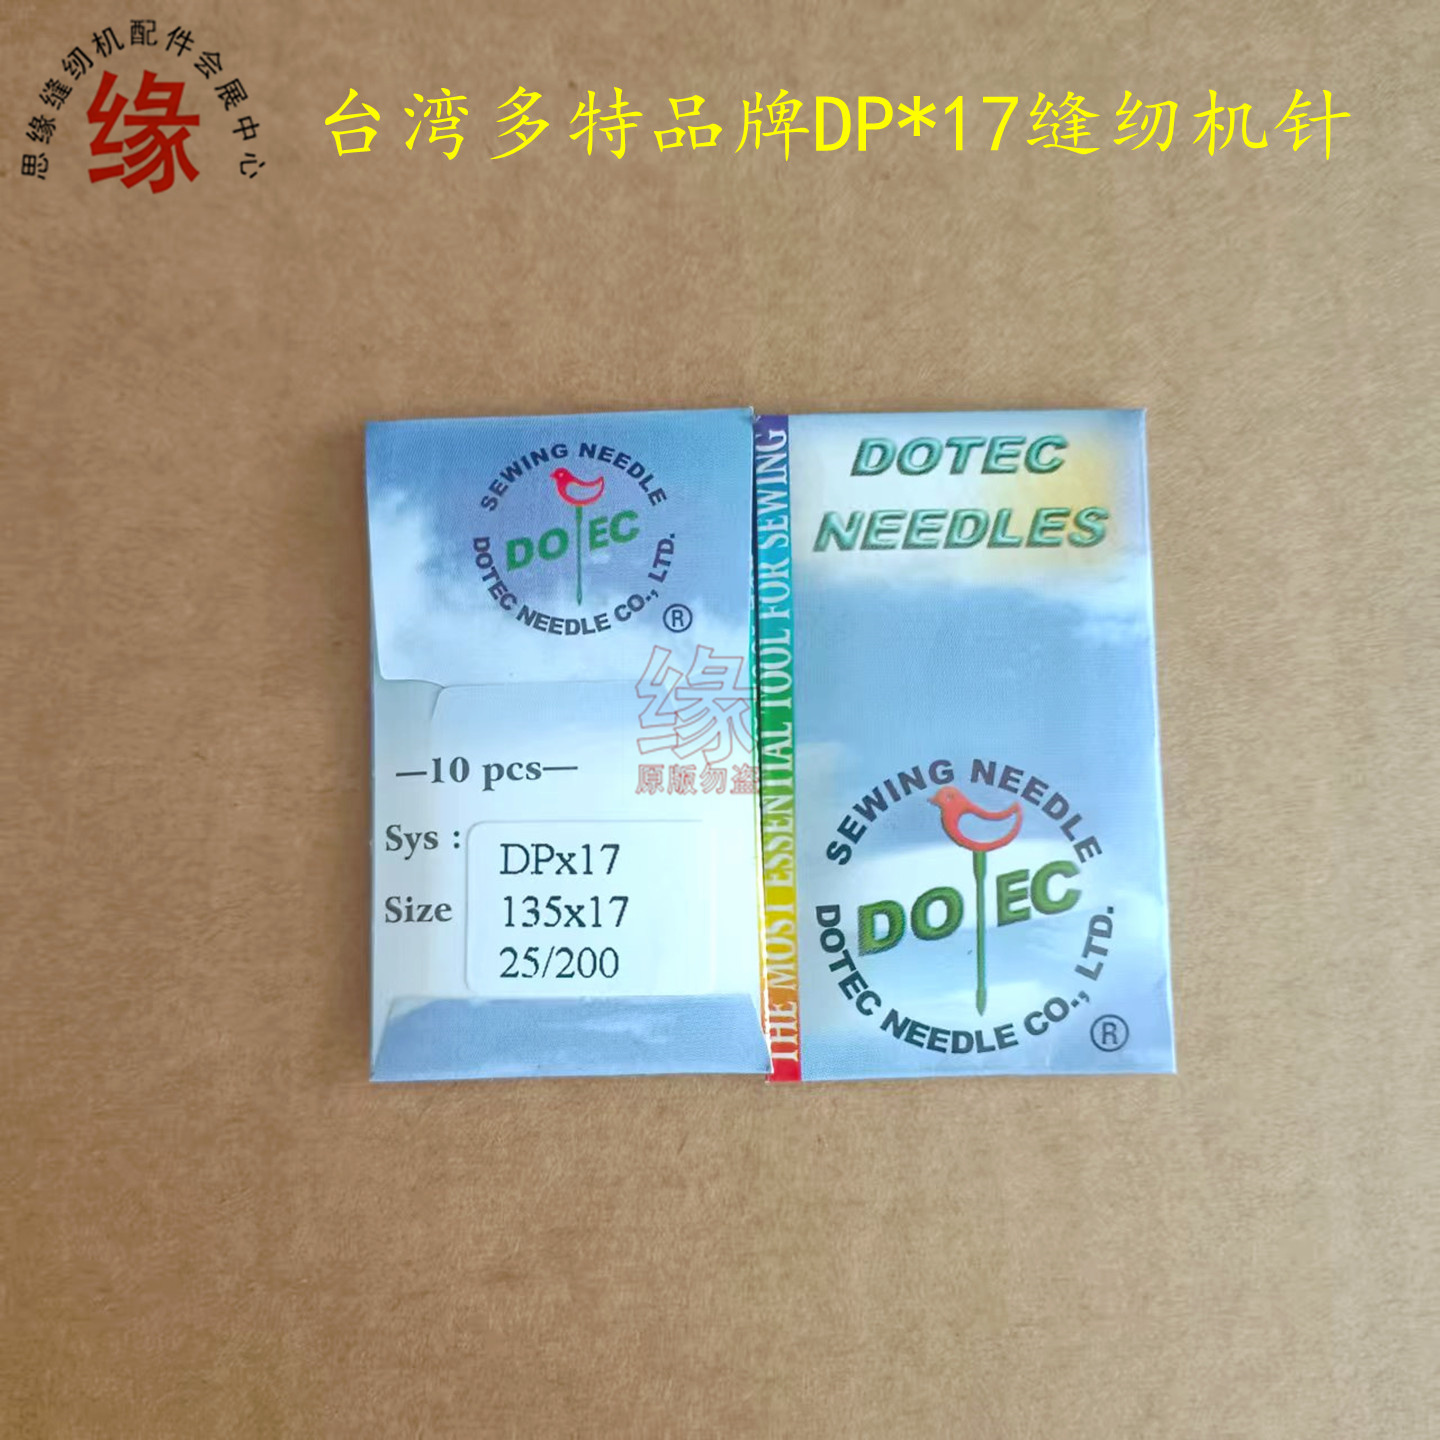 思缘缝纫机配件会展中心
缘
台湾多特品牌DP*17缝纫机针
SEWING NEEDLE
DOTEC
DOTEC NEEDLE CO., LTD.
®
—10 pcs—
Sys :
DPx17
Size
135x17
25/200
缘
原版勿盗
THE MOST ESSENTIAL TOOL FOR SEWING
DOTEC
NEEDLES
SEWING NEEDLE
DOTEC
DOTEC NEEDLE CO., LTD.
®